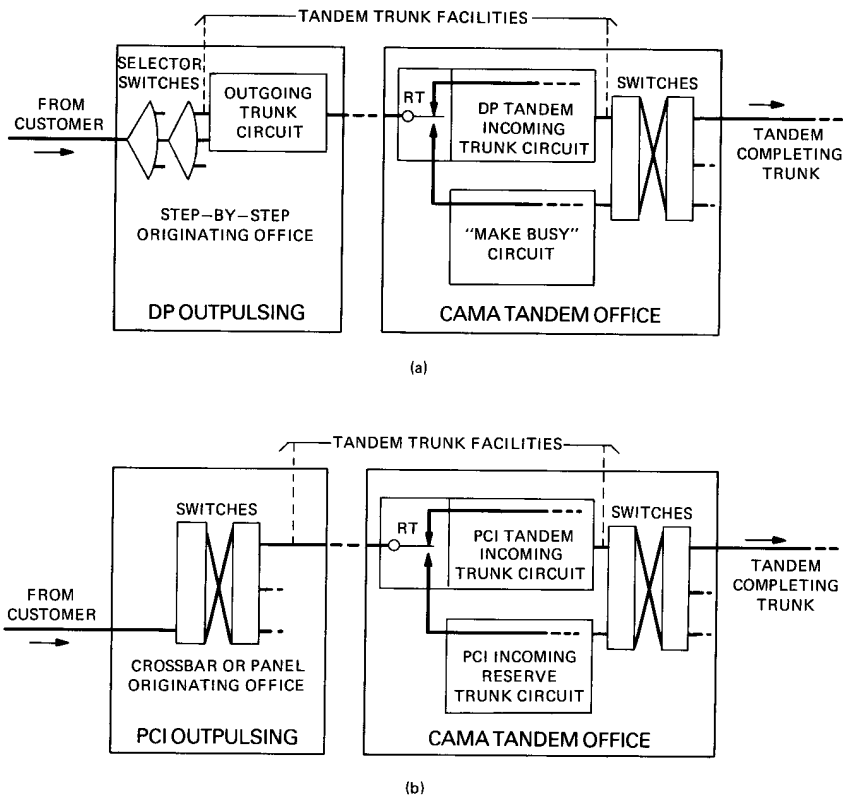 TANDEM TRUNK FACILITIES
SELECTOR
SWITCHES
FROM
CUSTOMER
OUTGOING
TRUNK
CIRCUIT
STEP-BY-STEP
ORIGINATING OFFICE
DP OUTPULSING
RT
DP TANDEM
INCOMING
TRUNK CIRCUIT
"MAKE BUSY"
CIRCUIT
SWITCHES
TANDEM
COMPLETING
TRUNK
CAMA TANDEM OFFICE
(a)
TANDEM TRUNK FACILITIES
SWITCHES
FROM
CUSTOMER
CROSSBAR OR PANEL
ORIGINATING OFFICE
PCI OUTPULSING
RT
PCI TANDEM
INCOMING
TRUNK CIRCUIT
PCI INCOMING
RESERVE
TRUNK CIRCUIT
SWITCHES
TANDEM
COMPLETING
TRUNK
CAMA TANDEM OFFICE
(b)